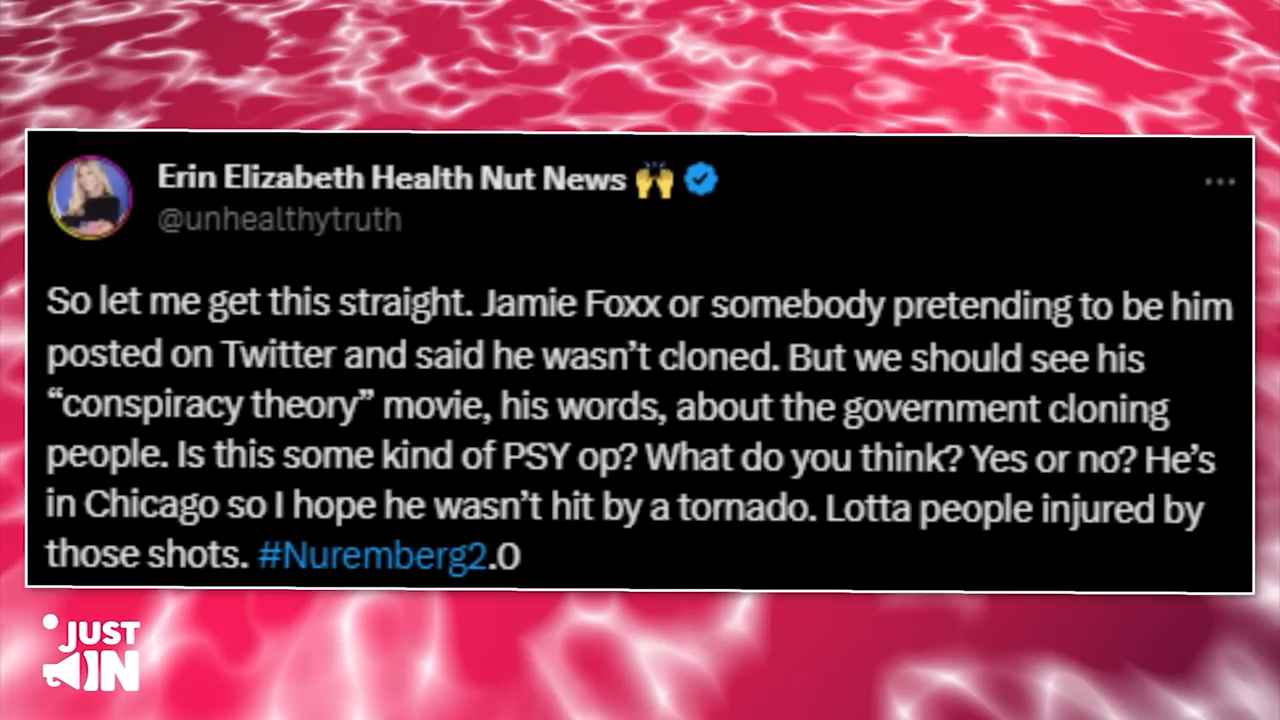 Erin Elizabeth Health Nut News 🙌
@unhealthytruth
So let me get this straight. Jamie Foxx or somebody pretending to be him
posted on Twitter and said he wasn’t cloned. But we should see his
“conspiracy theory” movie, his words, about the government cloning
people. Is this some kind of PSY op? What do you think? Yes or no? He’s
in Chicago so I hope he wasn’t hit by a tornado. Lotta people injured by
those shots. #Nuremberg2.0
JUST
IN